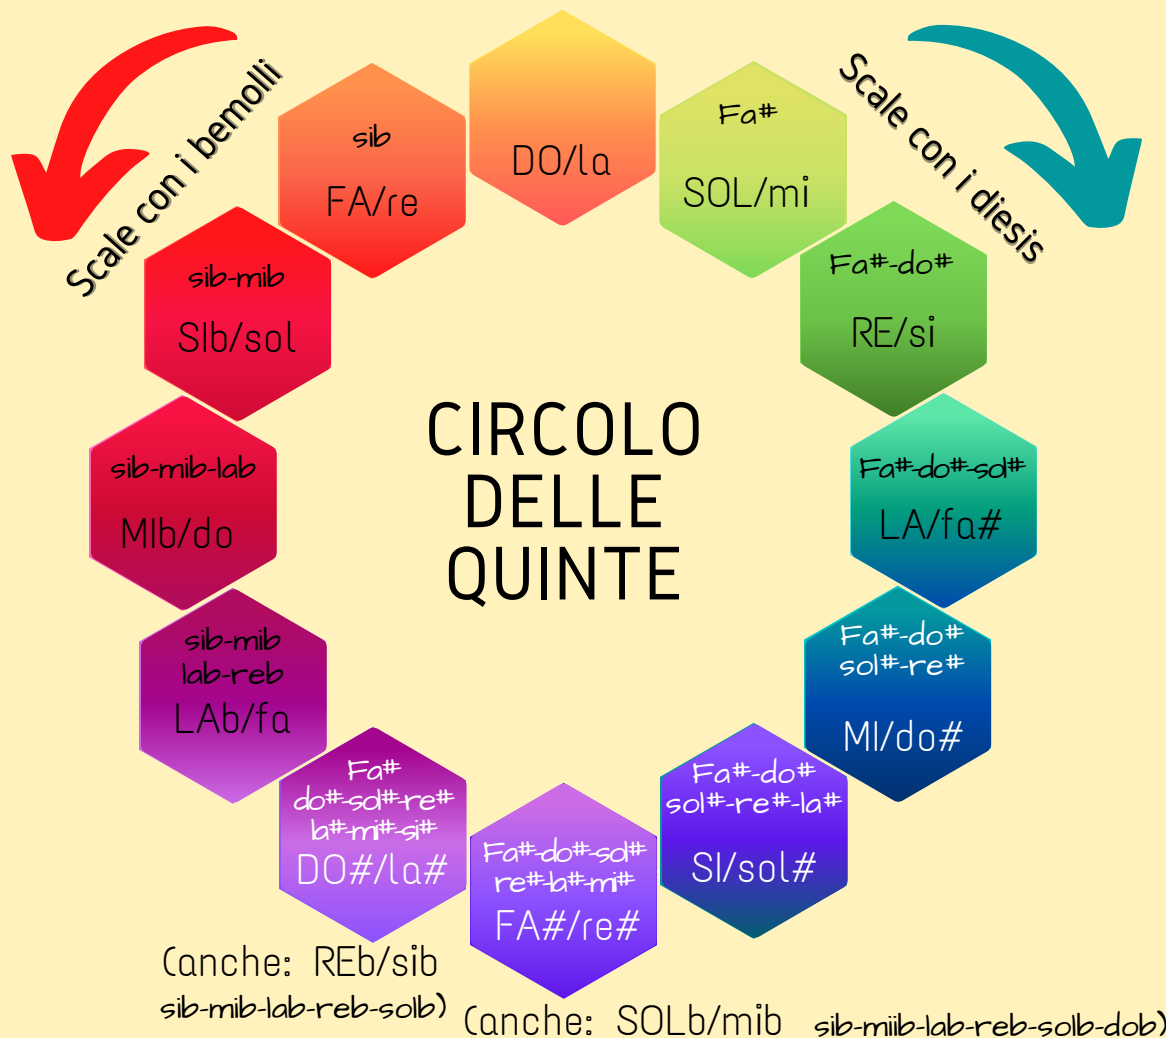 Scale con i bemolli
Scale con i diesis
DO/la
Fa#
SOL/mi
Fa#-do#
RE/si
Fa#-do#-sol#
LA/fa#
Fa#-do#
sol#-re#
MI/do#
Fa#-do#
sol#-re#-la#
SI/sol#
Fa#-do#-sol#
re#-la#-mi#
FA#/re#
(anche: SOLb/mib sib-miib-lab-reb-solb-dob)
Fa#
do#-sol#-re#
la#-mi#-si#
DO#/la#
(anche: REb/sib
sib-mib-lab-reb-solb)
sib-mib
lab-reb
LAb/fa
sib-mib-lab
MIb/do
sib-mib
SIb/sol
sib
FA/re
CIRCOLO
DELLE
QUINTE